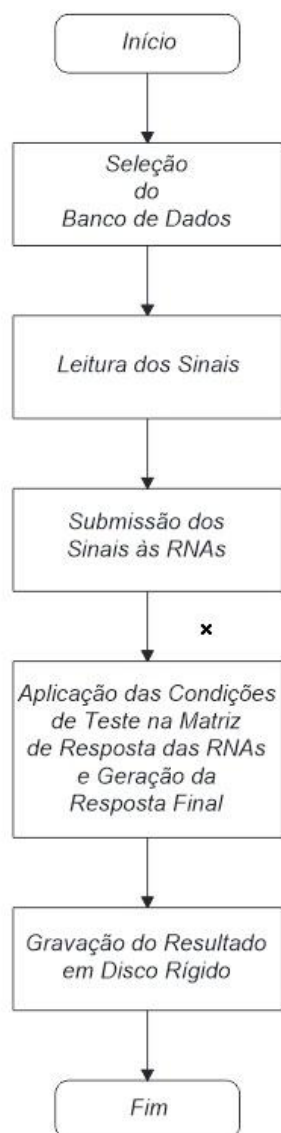 Início
Seleção
do
Banco de Dados
Leitura dos Sinais
Submissão dos
Sinais às RNAs
×
Aplicação das Condições
de Teste na Matriz
de Resposta das RNAs
e Geração da
Resposta Final
Gravação do Resultado
em Disco Rígido
Fim